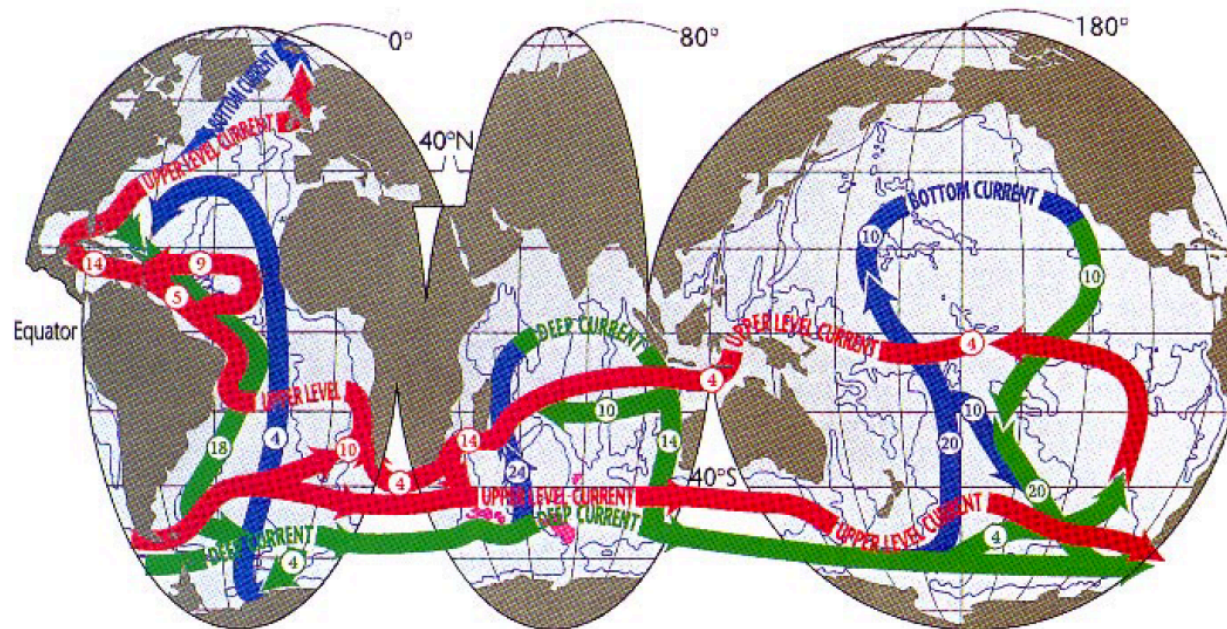 0°
80°
180°
BOTTOM CURRENT
UPPER LEVEL CURRENT
40°N
BOTTOM CURRENT
10
10
14
9
5
4
Equator
DEEP CURRENT
UPPER LEVEL CURRENT
4
4
UPPER LEVEL
10
10
18
4
10
14
14
20
4
24
40°S
20
UPPER LEVEL CURRENT
DEEP CURRENT
UPPER LEVEL CURRENT
DEEP CURRENT
4
4